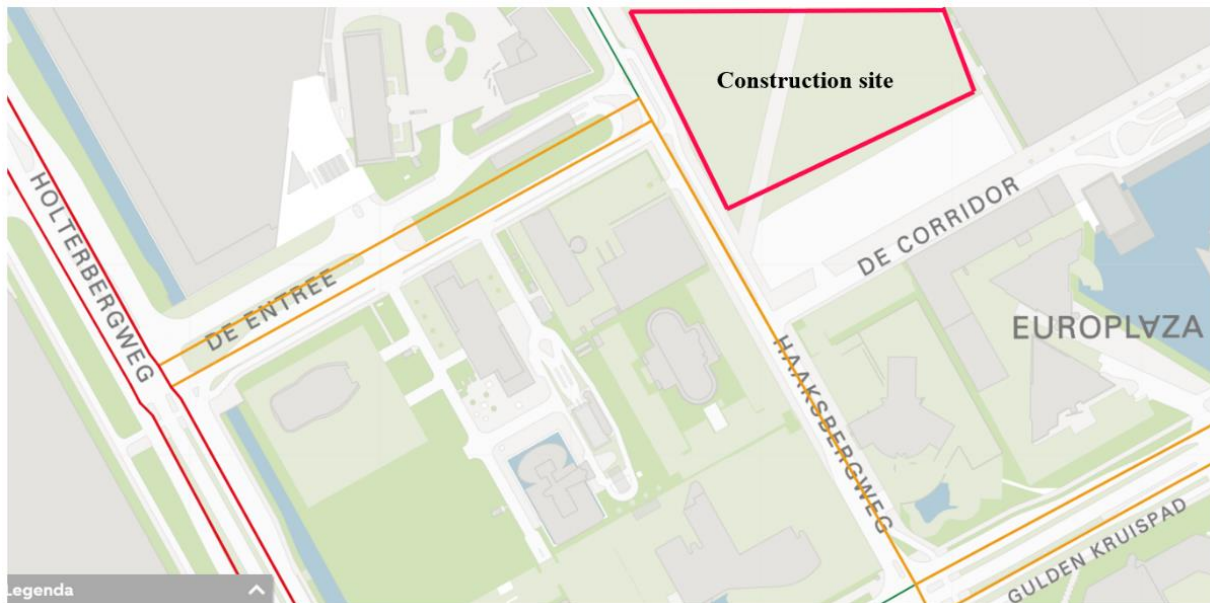 Construction site
HOLTERBERGWEG
DE ENTREE
DE CORRIDOR
EUROPLAZA
HAAKSBERGWEG
GULDEN KRUISPAD
Legenda